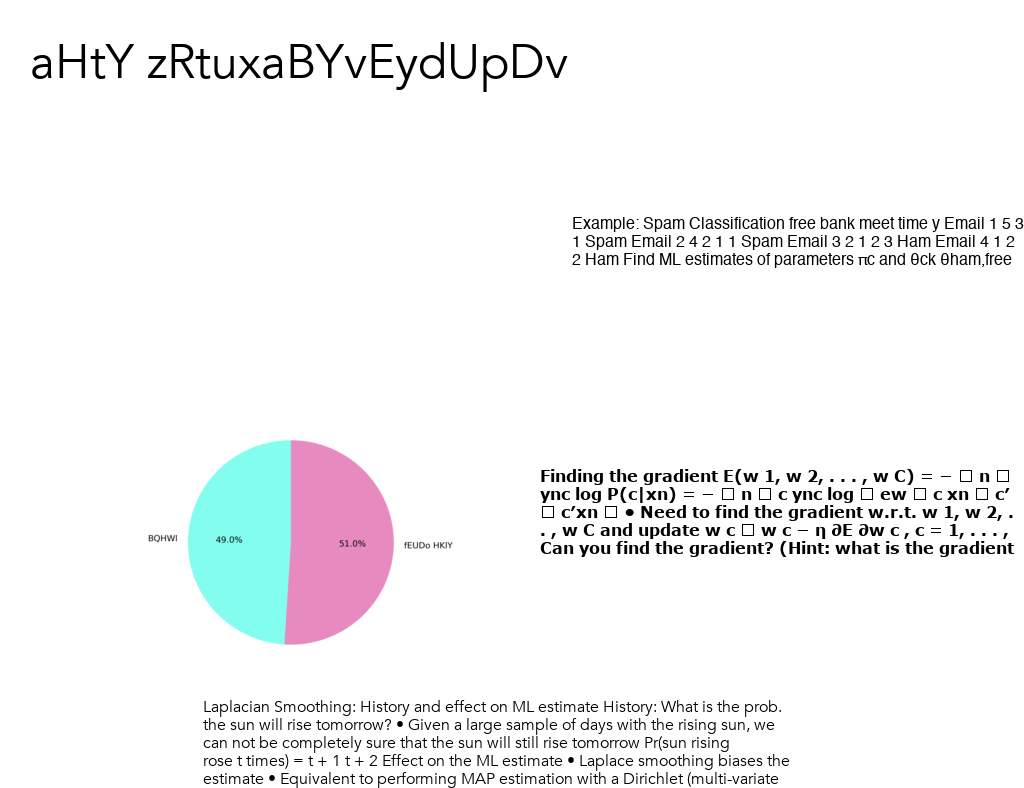 aHtY zRtuxaBYvEydUpDv
Example: Spam Classification free bank meet time y Email 1 5 3
1 Spam Email 2 4 2 1 1 Spam Email 3 2 1 2 3 Ham Email 4 1 2
2 Ham Find ML estimates of parameters πc and θck θham,free
BQHWI
49.0%
51.0%
fEUDo HKIY
Finding the gradient E(w 1, w 2, . . . , w C) = − □ n □
ync log P(c|xn) = − □ n □ c ync log □ ew □ c xn □ c′
□ c′xn □ • Need to find the gradient w.r.t. w 1, w 2, .
. , w C and update w c □ w c − η ∂E ∂w c , c = 1, . . . ,
Can you find the gradient? (Hint: what is the gradient
Laplacian Smoothing: History and effect on ML estimate History: What is the prob.
the sun will rise tomorrow? • Given a large sample of days with the rising sun, we
can not be completely sure that the sun will still rise tomorrow Pr(sun rising
rose t times) = t + 1 t + 2 Effect on the ML estimate • Laplace smoothing biases the
estimate • Equivalent to performing MAP estimation with a Dirichlet (multi-variate